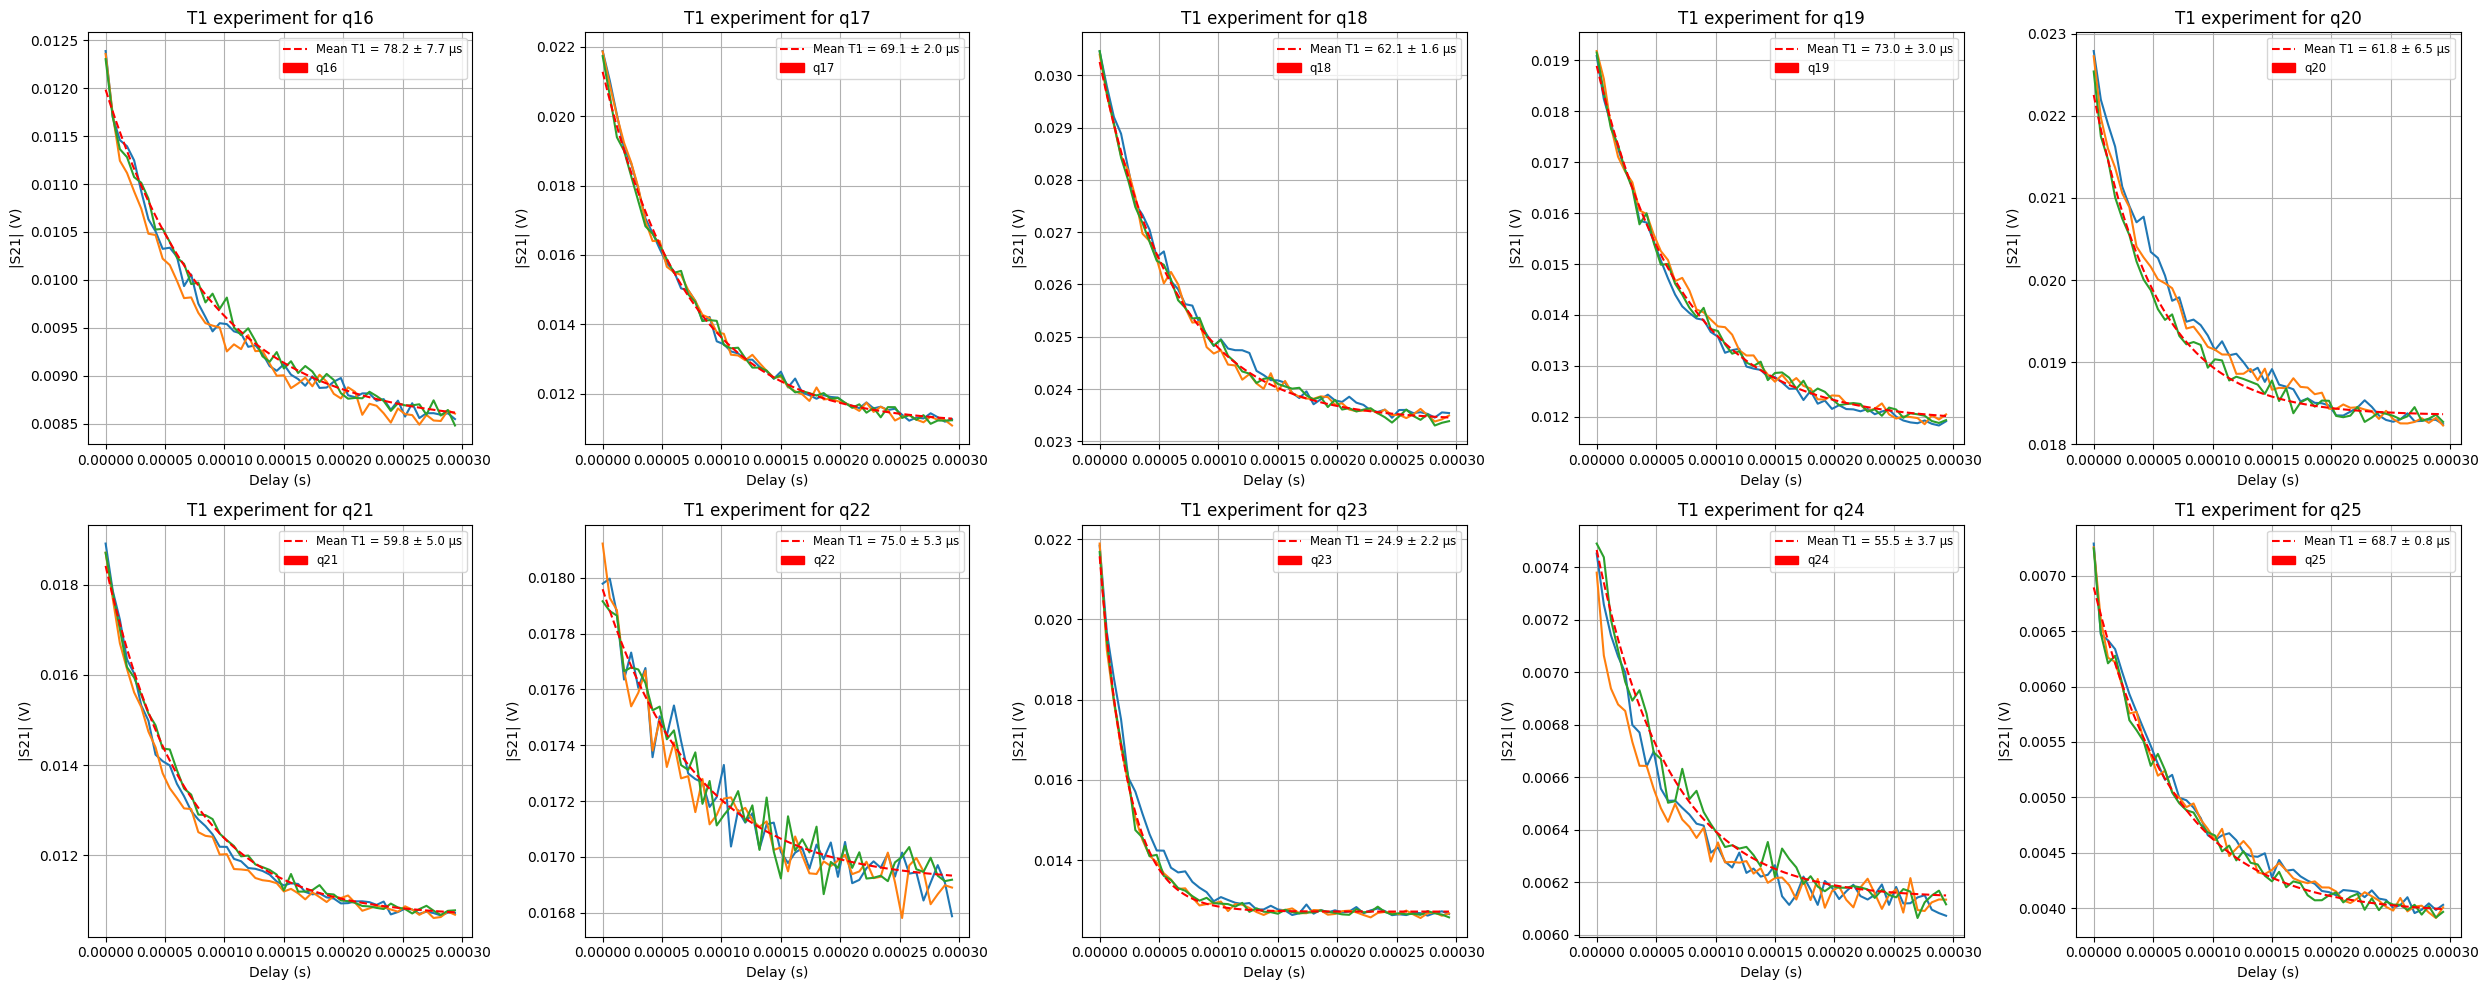 T1 experiment for q16
Mean T1 = 78.2 ± 7.7 μs
q16
|S21| (V)
0.0125
0.0120
0.0115
0.0110
0.0105
0.0100
0.0095
0.0090
0.0085
0.00000 0.00005 0.00010 0.00015 0.00020 0.00025 0.00030
Delay (s)
T1 experiment for q17
Mean T1 = 69.1 ± 2.0 μs
q17
|S21| (V)
0.022
0.020
0.018
0.016
0.014
0.012
0.00000 0.00005 0.00010 0.00015 0.00020 0.00025 0.00030
Delay (s)
T1 experiment for q18
Mean T1 = 62.1 ± 1.6 μs
q18
|S21| (V)
0.030
0.029
0.028
0.027
0.026
0.025
0.024
0.023
0.00000 0.00005 0.00010 0.00015 0.00020 0.00025 0.00030
Delay (s)
T1 experiment for q19
Mean T1 = 73.0 ± 3.0 μs
q19
|S21| (V)
0.019
0.018
0.017
0.016
0.015
0.014
0.013
0.012
0.00000 0.00005 0.00010 0.00015 0.00020 0.00025 0.00030
Delay (s)
T1 experiment for q20
Mean T1 = 61.8 ± 6.5 μs
q20
|S21| (V)
0.023
0.022
0.021
0.020
0.019
0.018
0.00000 0.00005 0.00010 0.00015 0.00020 0.00025 0.00030
Delay (s)
T1 experiment for q21
Mean T1 = 59.8 ± 5.0 μs
q21
|S21| (V)
0.018
0.016
0.014
0.012
0.00000 0.00005 0.00010 0.00015 0.00020 0.00025 0.00030
Delay (s)
T1 experiment for q22
Mean T1 = 75.0 ± 5.3 μs
q22
|S21| (V)
0.0180
0.0178
0.0176
0.0174
0.0172
0.0170
0.0168
0.00000 0.00005 0.00010 0.00015 0.00020 0.00025 0.00030
Delay (s)
T1 experiment for q23
Mean T1 = 24.9 ± 2.2 μs
q23
|S21| (V)
0.022
0.020
0.018
0.016
0.014
0.00000 0.00005 0.00010 0.00015 0.00020 0.00025 0.00030
Delay (s)
T1 experiment for q24
Mean T1 = 55.5 ± 3.7 μs
q24
|S21| (V)
0.0074
0.0072
0.0070
0.0068
0.0066
0.0064
0.0062
0.0060
0.00000 0.00005 0.00010 0.00015 0.00020 0.00025 0.00030
Delay (s)
T1 experiment for q25
Mean T1 = 68.7 ± 0.8 μs
q25
|S21| (V)
0.0070
0.0065
0.0060
0.0055
0.0050
0.0045
0.0040
0.00000 0.00005 0.00010 0.00015 0.00020 0.00025 0.00030
Delay (s)